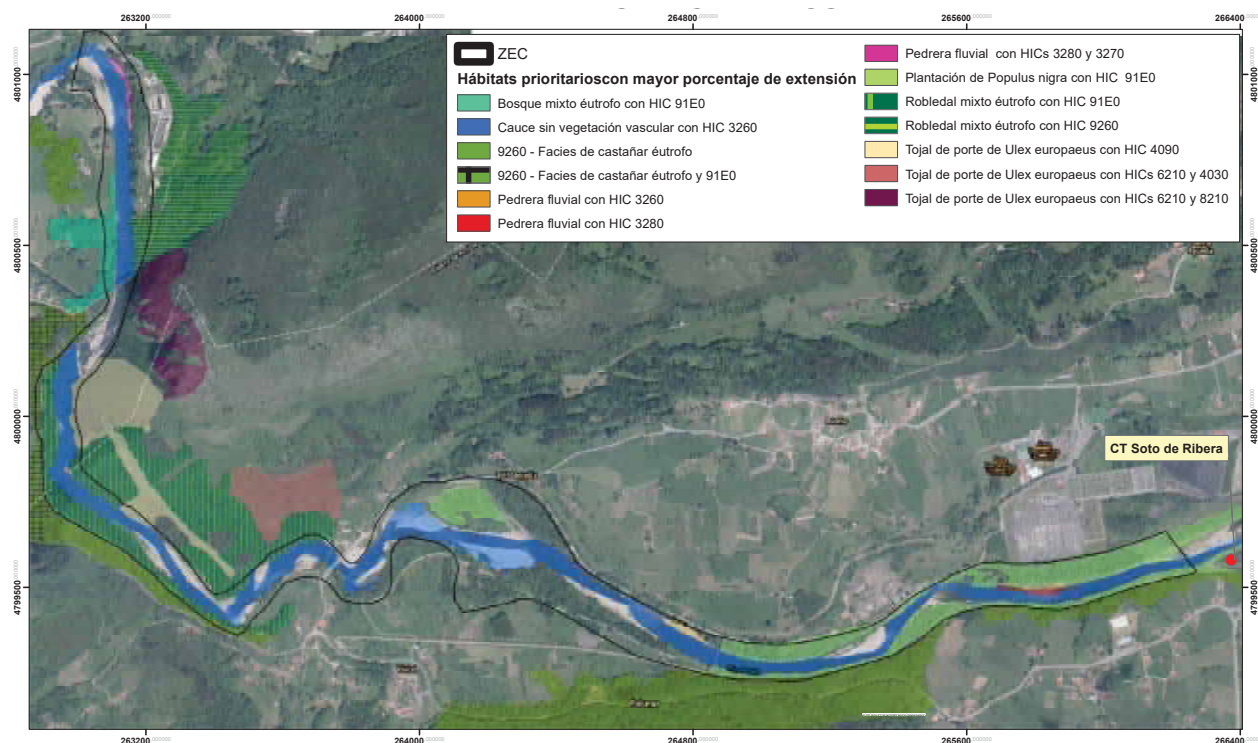 263200
264000
264800
265600
266400
4801000
4801000
ZEC
Hábitats prioritarioscon mayor porcentaje de extensión
Bosque mixto éutrofo con HIC 91E0
Cauce sin vegetación vascular con HIC 3260
9260 - Facies de castañar éutrofo
9260 - Facies de castañar éutrofo y 91E0
Pedrera fluvial con HIC 3260
Pedrera fluvial con HIC 3280
Pedrera fluvial con HICs 3280 y 3270
Plantación de Populus nigra con HIC 91E0
Robledal mixto éutrofo con HIC 91E0
Robledal mixto éutrofo con HIC 9260
Tojal de porte de Ulex europaeus con HIC 4090
Tojal de porte de Ulex europaeus con HICs 6210 y 4030
Tojal de porte de Ulex europaeus con HICs 6210 y 8210
4800500
4800500
4800000
4800000
CT Soto de Ribera
4799500
4799500
263200
264000
264800
265600
266400